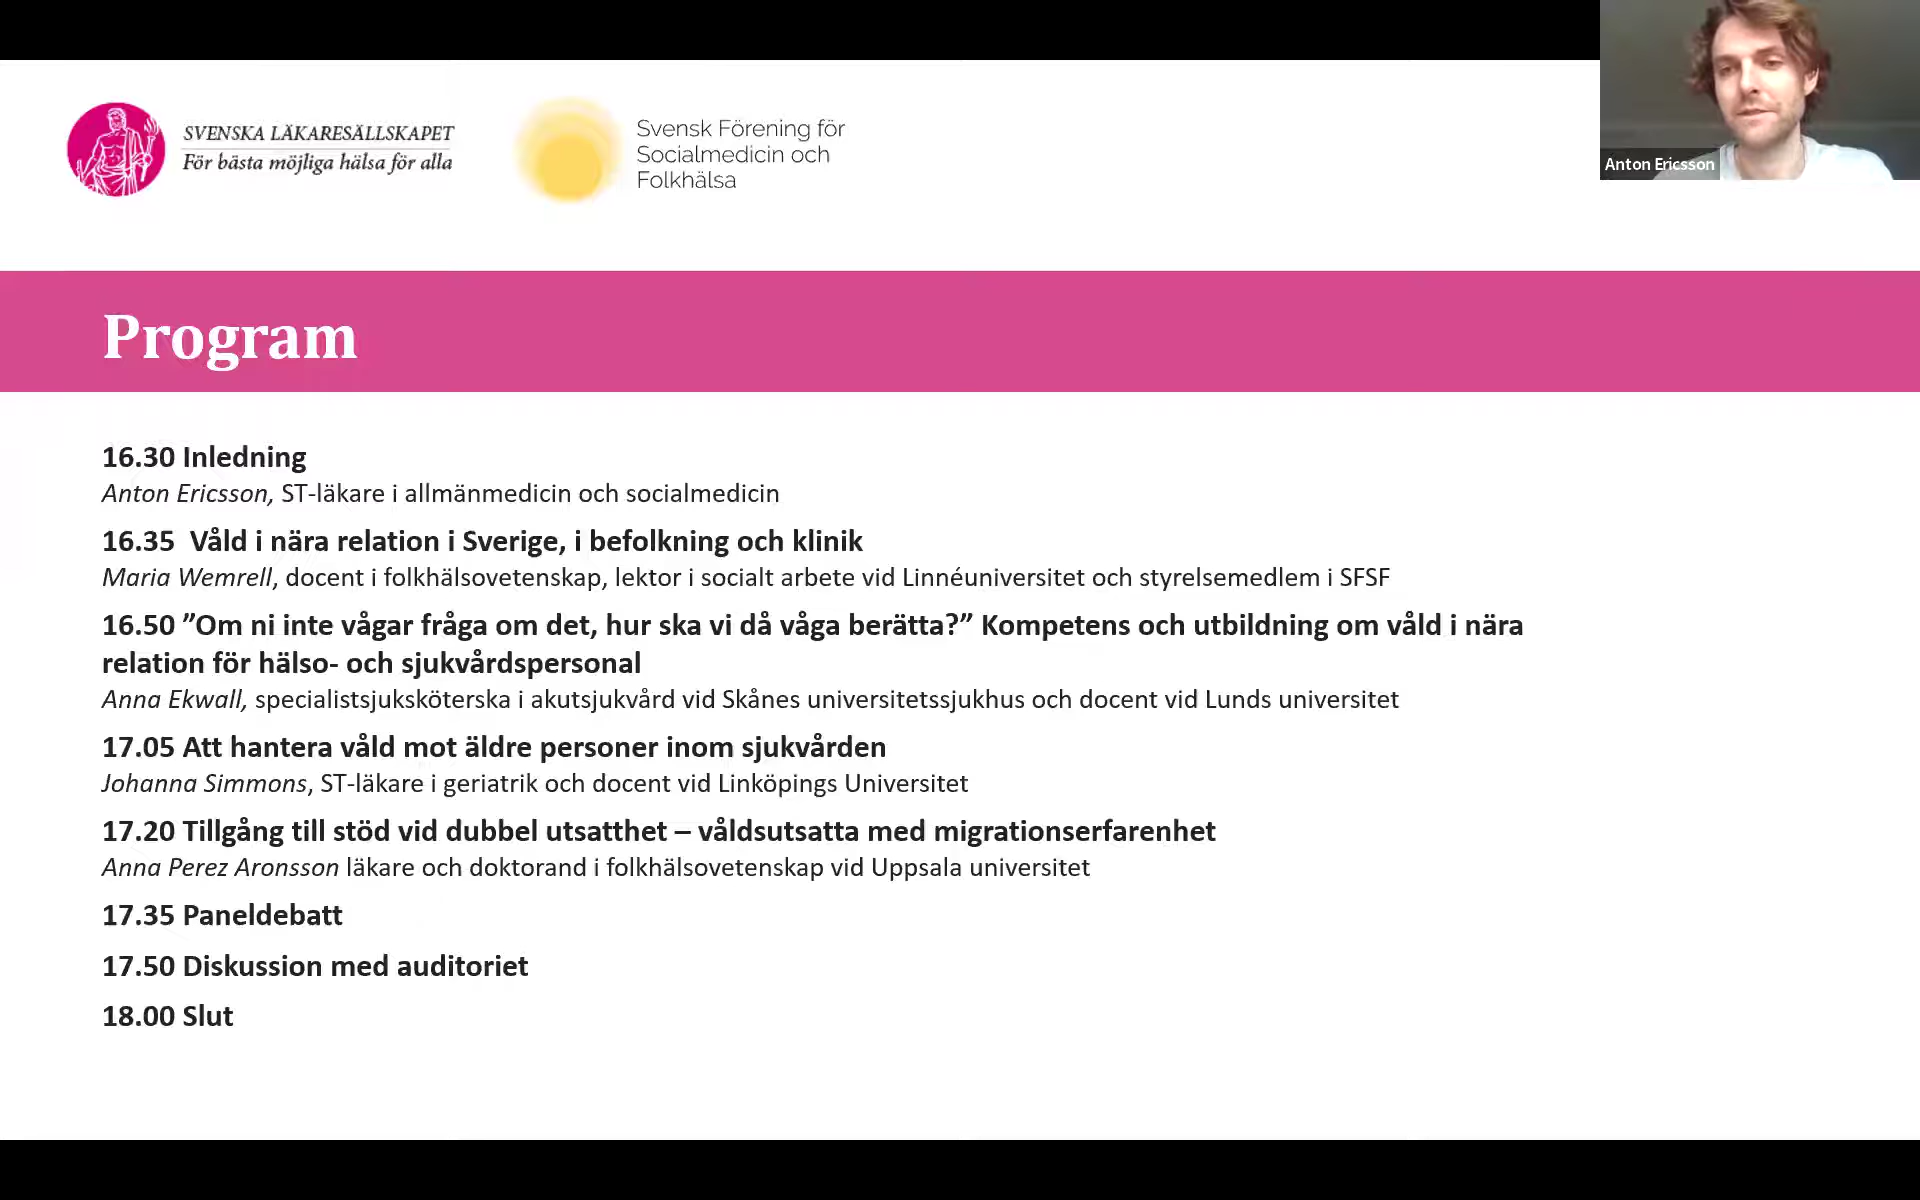 SVENSKA LÄKARESÄLLSKAPET
För bästa möjliga hälsa för alla
Svensk Förening för
Socialmedicin och
Folkhälsa
Anton Ericsson
Program
16.30 Inledning
Anton Ericsson, ST-läkare i allmänmedicin och socialmedicin
16.35 Våld i nära relation i Sverige, i befolkning och klinik
Maria Wemrell, docent i folkhälsovetenskap, lektor i socialt arbete vid Linnéuniversitet och styrelsemedlem i SFSF
16.50 ”Om ni inte vågar fråga om det, hur ska vi då våga berätta?” Kompetens och utbildning om våld i nära
relation för hälso- och sjukvårdspersonal
Anna Ekwall, specialistsjuksköterska i akutsjukvård vid Skånes universitetssjukhus och docent vid Lunds universitet
17.05 Att hantera våld mot äldre personer inom sjukvården
Johanna Simmons, ST-läkare i geriatrik och docent vid Linköpings Universitet
17.20 Tillgång till stöd vid dubbel utsatthet – våldsutsatta med migrationserfarenhet
Anna Perez Aronsson läkare och doktorand i folkhälsovetenskap vid Uppsala universitet
17.35 Paneldebatt
17.50 Diskussion med auditoriet
18.00 Slut